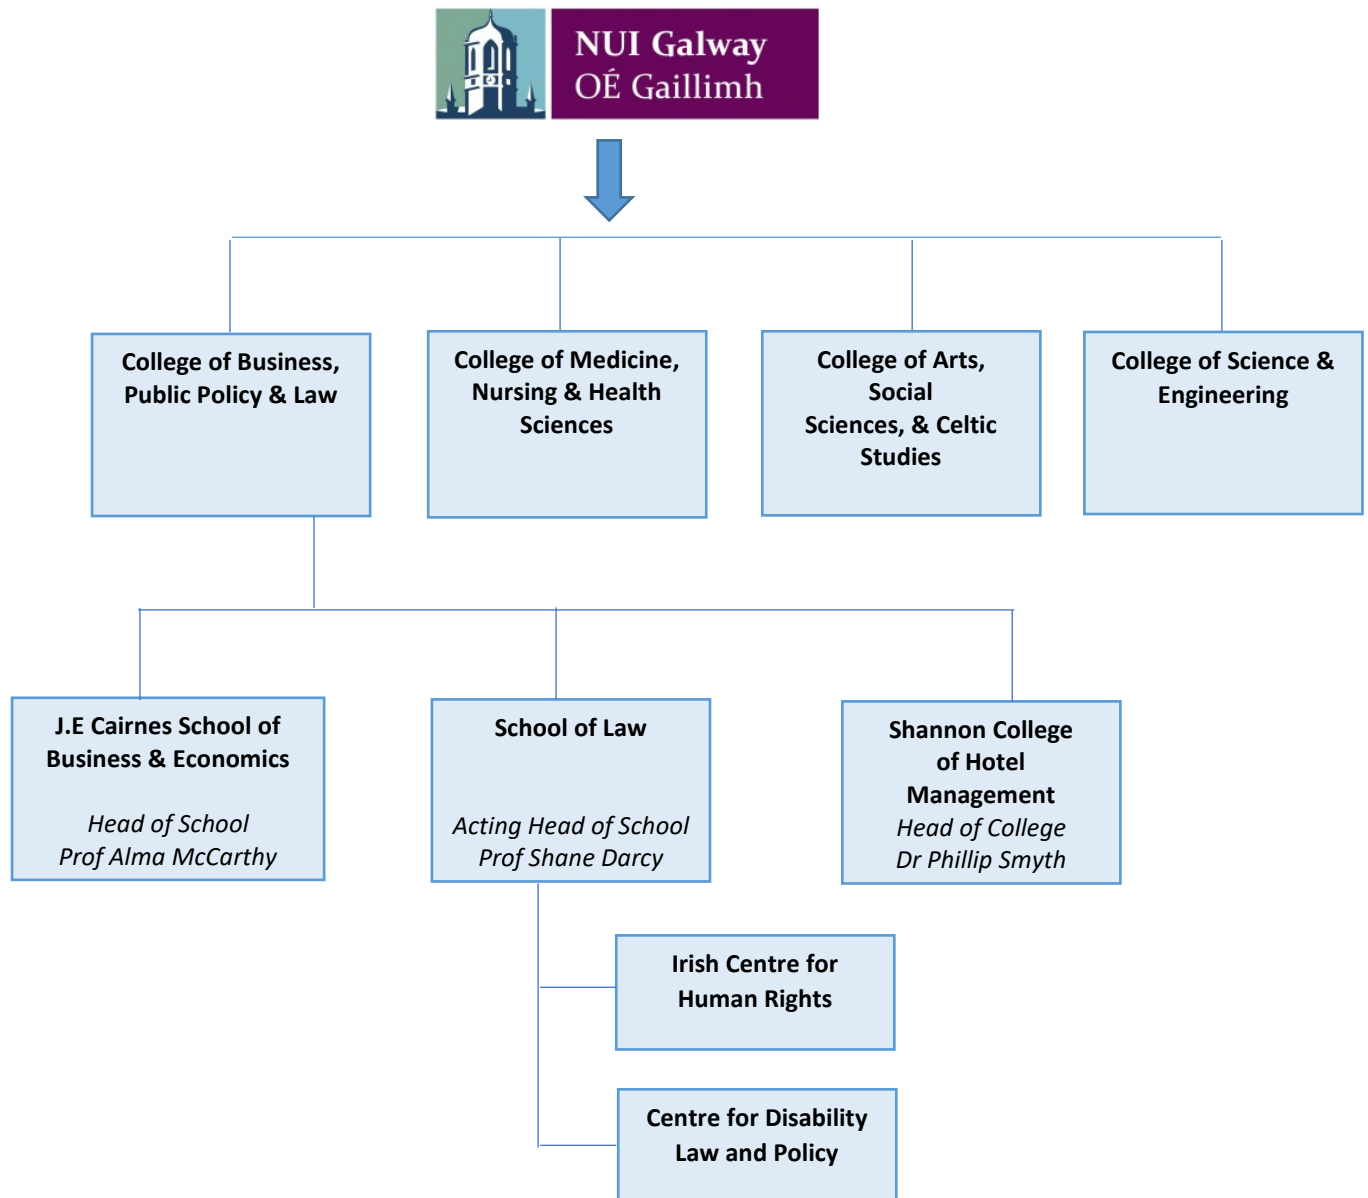 NUI Galway
OÉ Gaillimh
College of Business,
Public Policy & Law
College of Medicine,
Nursing & Health
Sciences
College of Arts,
Social
Sciences, & Celtic
Studies
College of Science &
Engineering
J.E Cairnes School of
Business & Economics
Head of School
Prof Alma McCarthy
School of Law
Acting Head of School
Prof Shane Darcy
Shannon College
of Hotel
Management
Head of College
Dr Phillip Smyth
Irish Centre for
Human Rights
Centre for Disability
Law and Policy